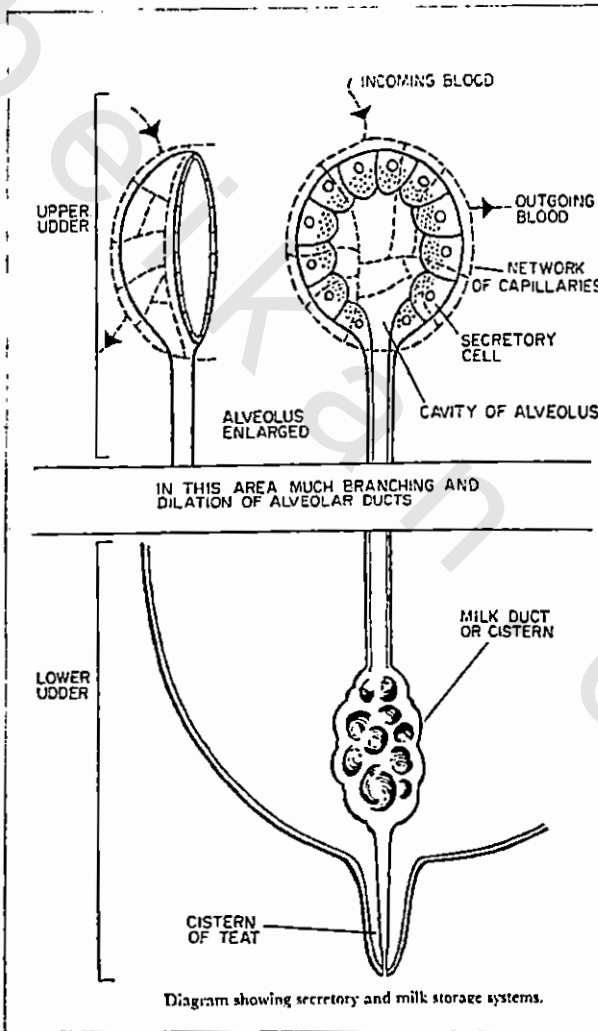 INCOMING BLOOD
UPPER
UDDER
OUTGOING
BLOOD
NETWORK
OF CAPILLARIES
SECRETORY
CELL
CAVITY OF ALVEOLUS
ALVEOLUS
ENLARGED
IN THIS AREA MUCH BRANCHING AND
DILATION OF ALVEOLAR DUCTS
MILK DUCT
OR CISTERN
LOWER
UDDER
CISTERN
OF TEAT
Diagram showing secretory and milk storage systems.